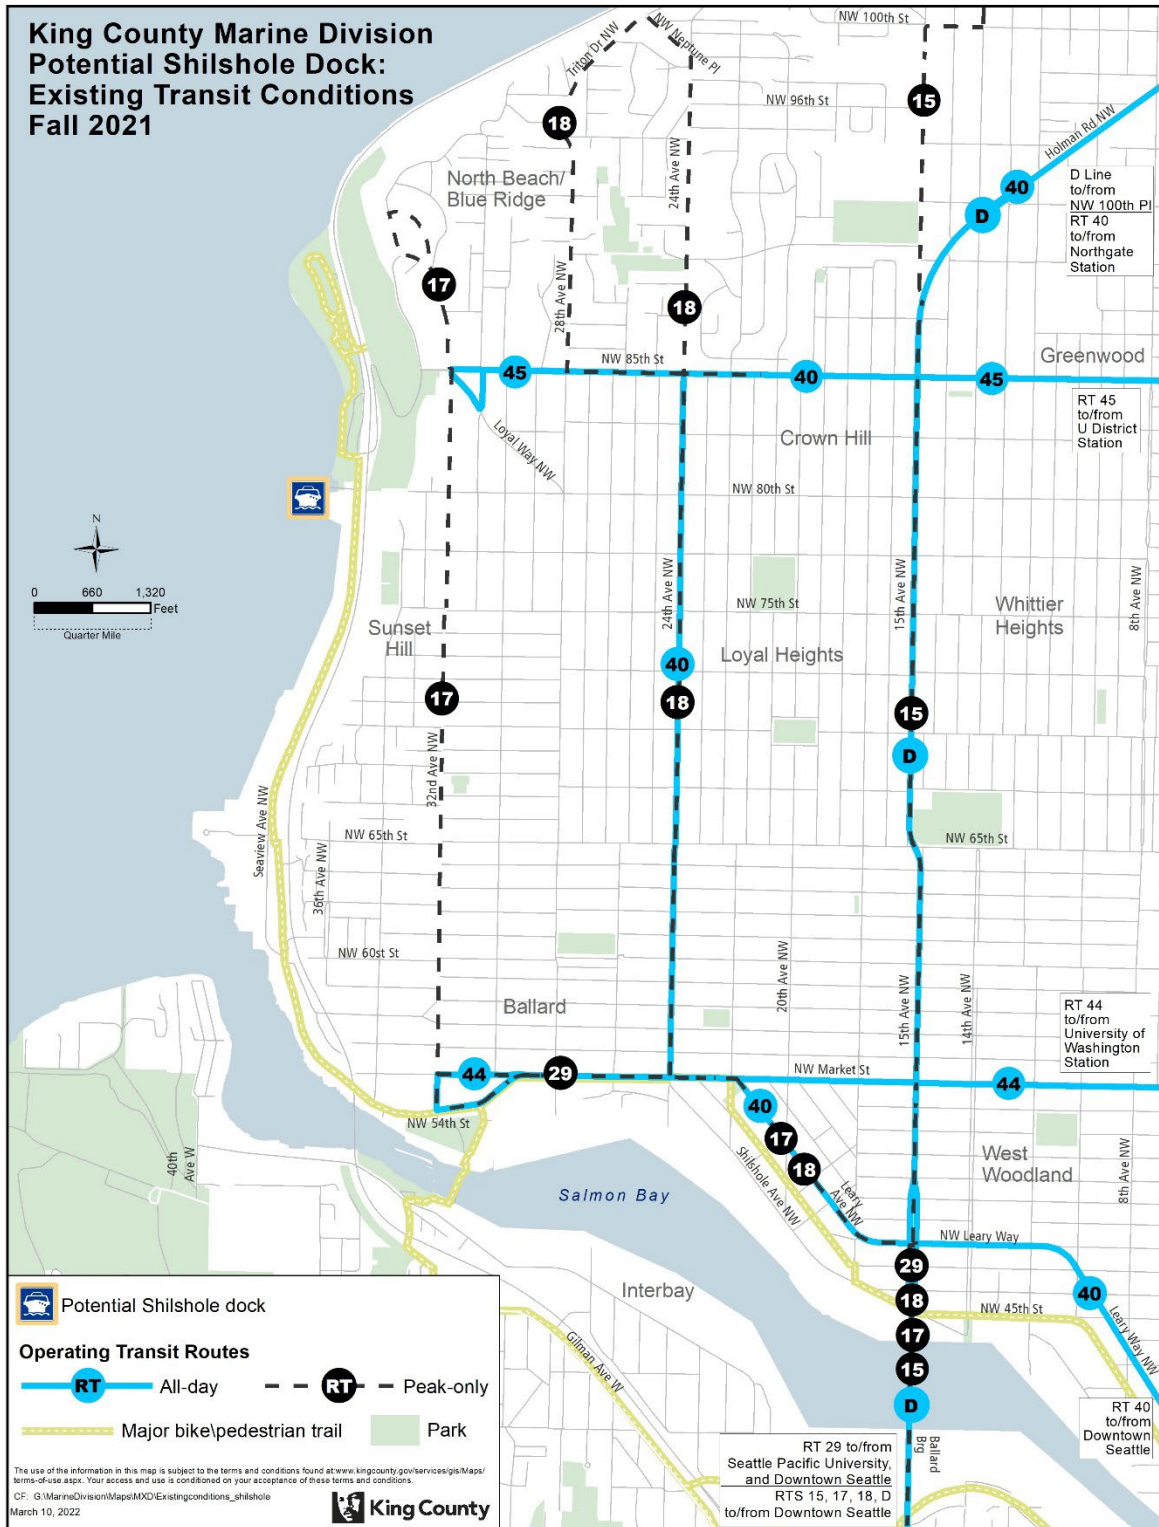 King County Marine Division
Potential Shilshole Dock:
Existing Transit Conditions
Fall 2021
NW 100th St
Triton Dr NW
NW Neptune Pl
15
NW 96th St
18
Holman Rd NW
24th Ave NW
North Beach/
Blue Ridge
40
D
D Line
to/from
NW 100th Pl
RT 40
to/from
Northgate
Station
17
28th Ave NW
18
NW 85th St
Greenwood
45
40
45
RT 45
to/from
U District
Station
Loyal Way NW
Crown Hill
NW 80th St
N
0 660 1,320
Feet
Quarter Mile
24th Ave NW
15th Ave NW
8th Ave NW
NW 75th St
Whittier
Heights
Sunset
Hill
Loyal Heights
40
17
18
15
D
32nd Ave NW
Seaview Ave NW
NW 65th St
NW 65th St
36th Ave NW
NW 60st St
20th Ave NW
15th Ave NW
14th Ave NW
Ballard
RT 44
to/from
University of
Washington
Station
44
29
NW Market St
44
NW 54th St
40
17
18
Shilshole Ave NW
Leary
Ave NW
West
Woodland
8th Ave NW
40th
Ave W
Salmon Bay
NW Leary Way
29
18
17
15
D
Interbay
NW 45th St
40
Leary Way NW
Gilman Ave W
Potential Shilshole dock
Operating Transit Routes
RT All-day
RT Peak-only
Major bike\pedestrian trail
Park
RT 40
to/from
Downtown
Seattle
Ballard
Brg
RT 29 to/from
Seattle Pacific University,
and Downtown Seattle
RTS 15, 17, 18, D
to/from Downtown Seattle
The use of the information in this map is subject to the terms and conditions found at:www.kingcounty.gov/services/gis/Maps/
terms-of-use.aspx. Your access and use is conditioned on your acceptance of these terms and conditions.
CF: G:\MarineDivision\Maps\MXD\Existingconditions_shilshole
March 10, 2022
King County